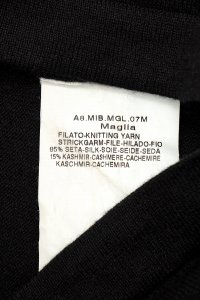 A8.MIB.MGL.07M
Maglia
FILATO-KNITTING YARN
STRICKGARM-FILE-HILADO-FIO
85% SETA-SILK-SOIE-SEIDE-SEDA
15% KASHMIR-CASHMERE-CACHEMIRE
KASCHMIR-CACHEMIRA